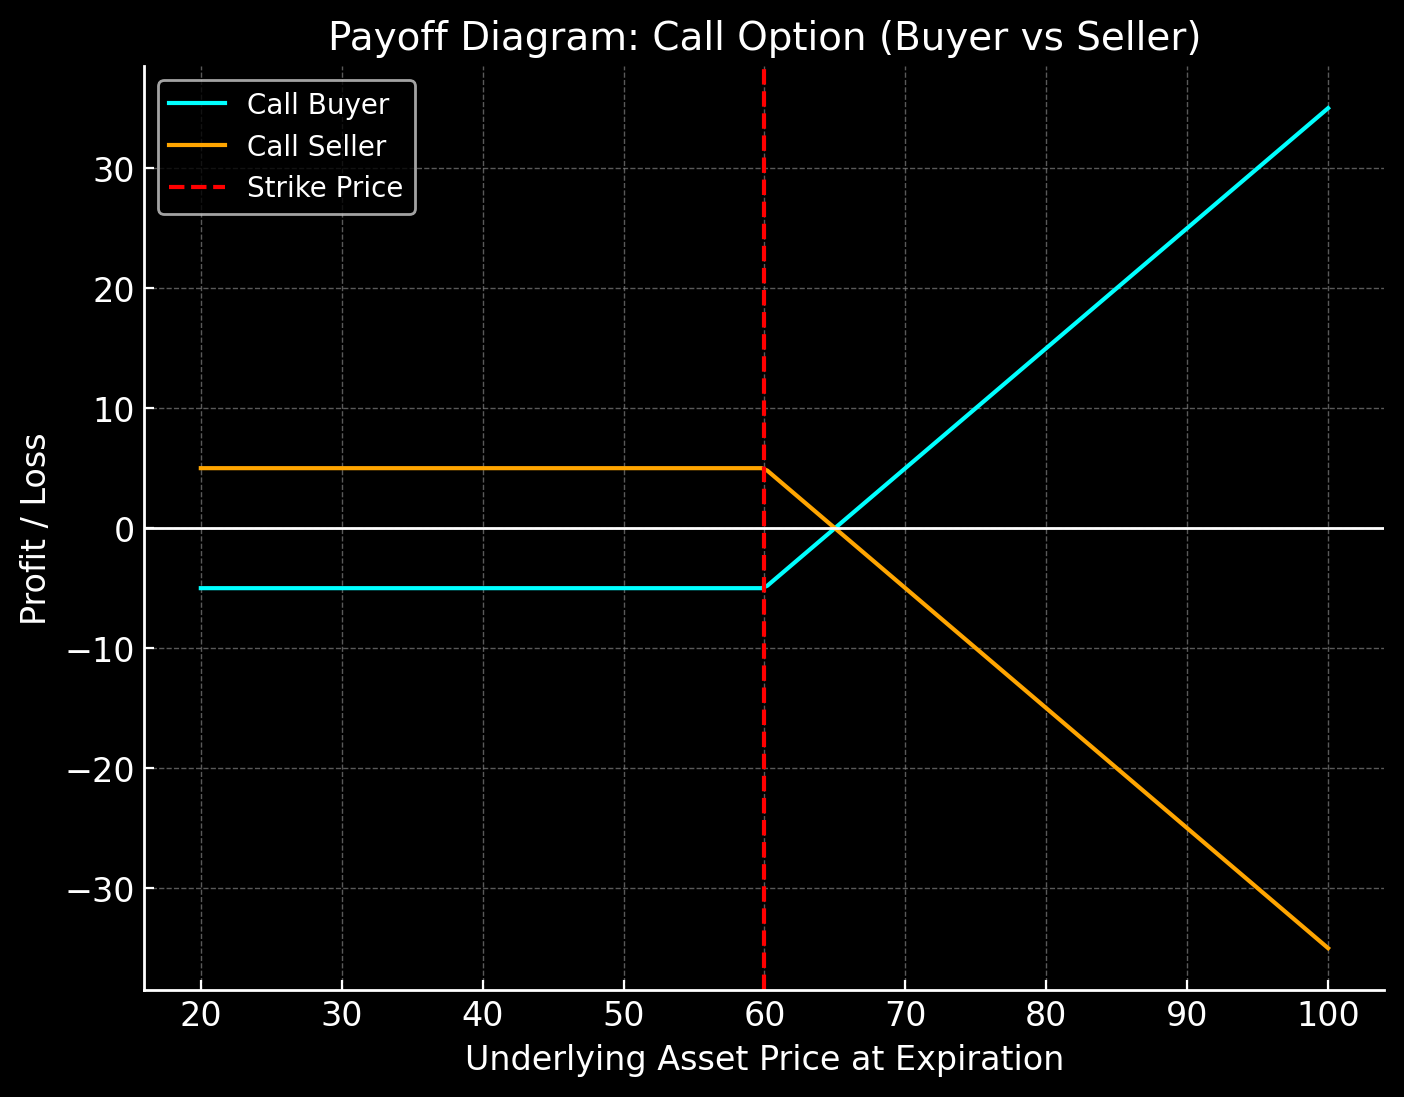 Payoff Diagram: Call Option (Buyer vs Seller)
Call Buyer
Call Seller
Strike Price
30
20
10
0
−10
−20
−30
Profit / Loss
20 30 40 50 60 70 80 90 100
Underlying Asset Price at Expiration